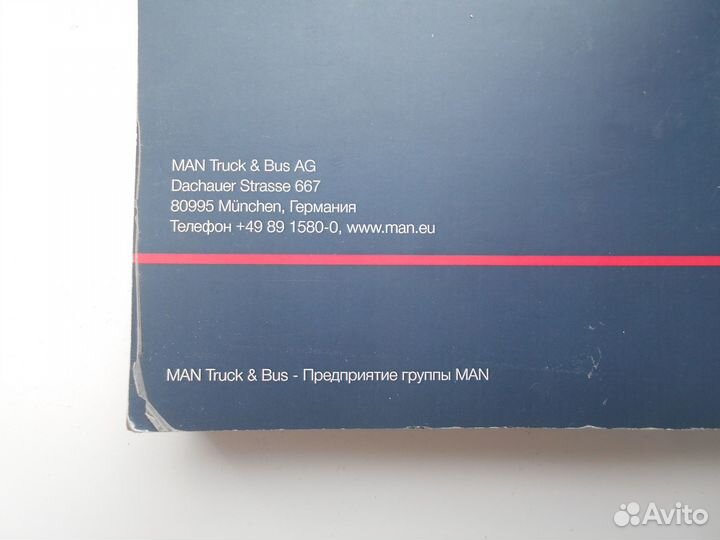 MAN Truck & Bus AG
Dachauer Strasse 667
80995 München, Германия
Телефон +49 89 1580-0, www.man.eu
MAN Truck & Bus - Предприятие группы MAN
Avito